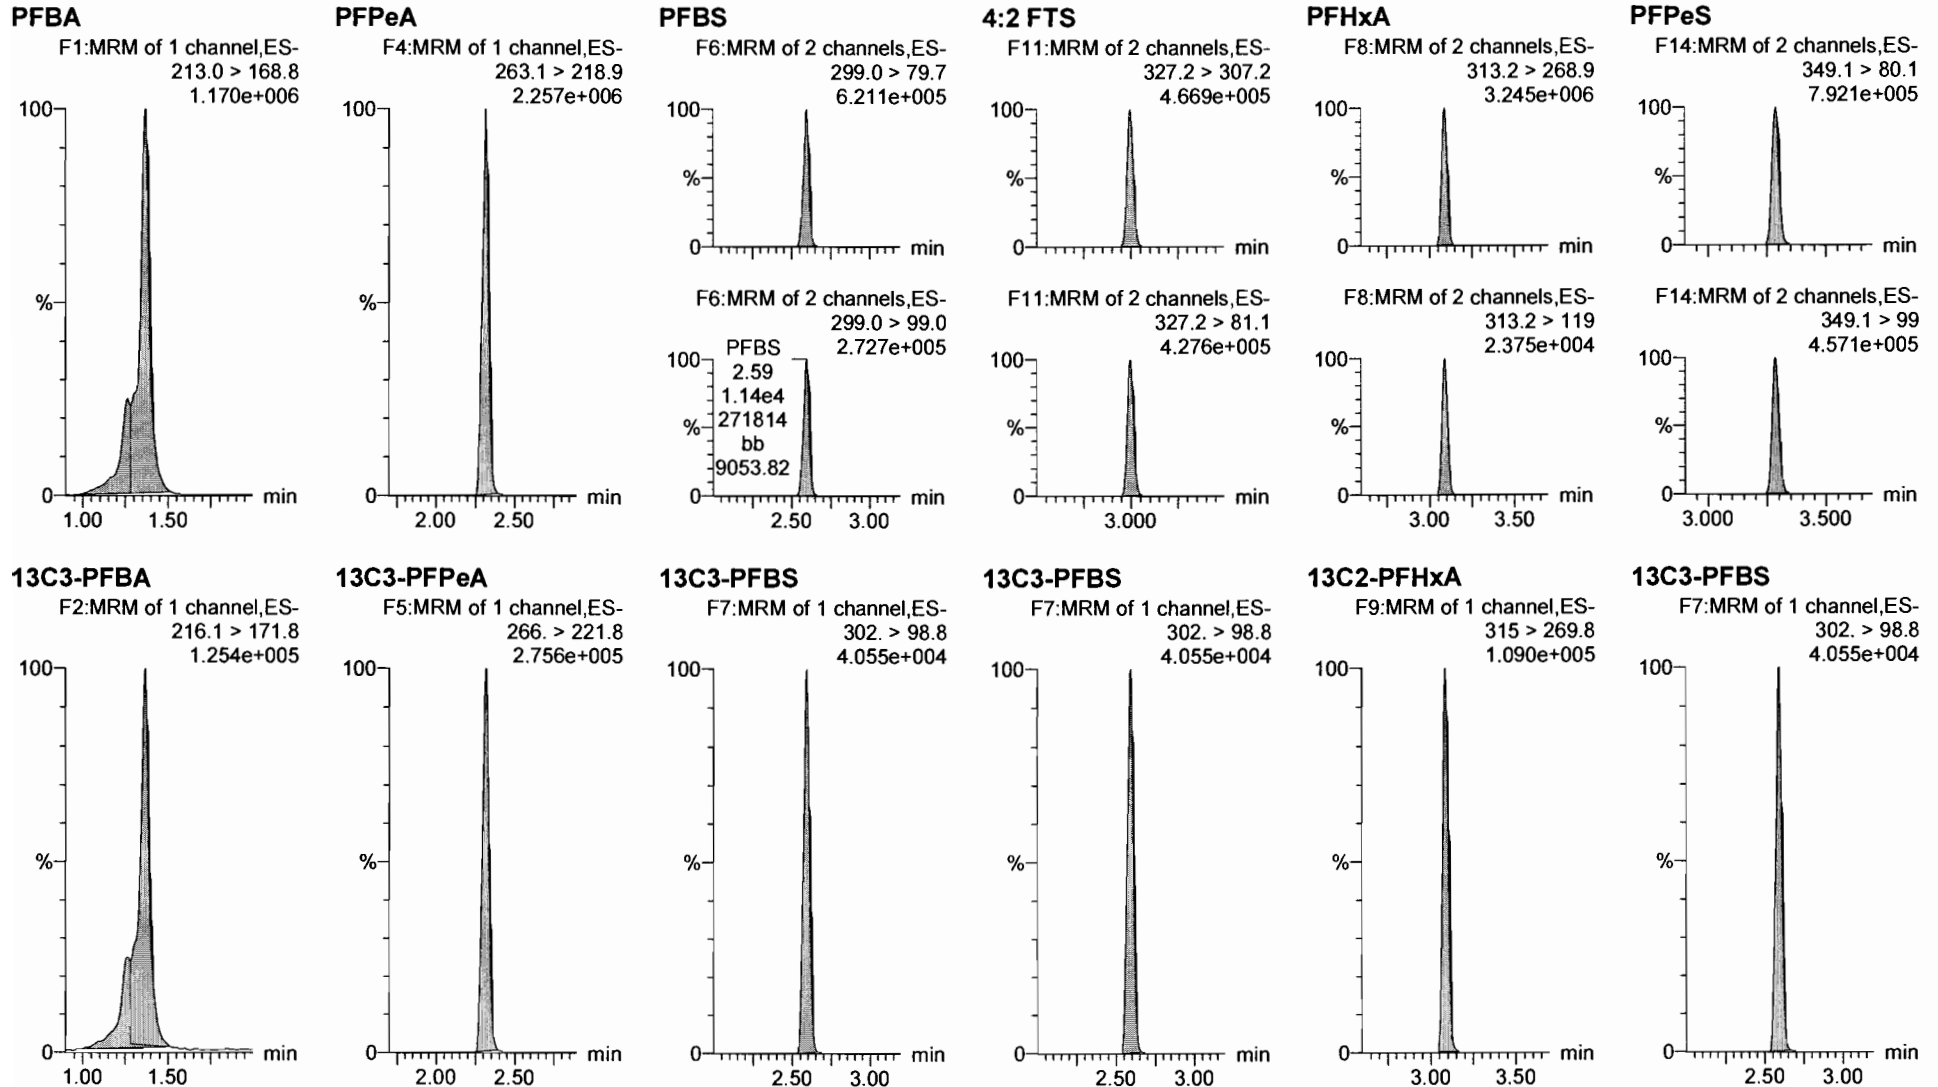 PFBA
F1:MRM of 1 channel,ES-
213.0 > 168.8
1.170e+006
100
%
0
min
1.00 1.50
PFPeA
F4:MRM of 1 channel,ES-
263.1 > 218.9
2.257e+006
100
%
0
min
2.00 2.50
PFBS
F6:MRM of 2 channels,ES-
299.0 > 79.7
6.211e+005
100
%
0
min
F6:MRM of 2 channels,ES-
299.0 > 99.0
2.727e+005
PFBS
2.59
1.14e4
271814
bb
9053.82
100
%
0
min
2.50 3.00
4:2 FTS
F11:MRM of 2 channels,ES-
327.2 > 307.2
4.669e+005
100
%
0
min
F11:MRM of 2 channels,ES-
327.2 > 81.1
4.276e+005
100
%
0
min
3.000
PFHxA
F8:MRM of 2 channels,ES-
313.2 > 268.9
3.245e+006
100
%
0
min
F8:MRM of 2 channels,ES-
313.2 > 119
2.375e+004
100
%
0
min
3.00 3.50
PFPeS
F14:MRM of 2 channels,ES-
349.1 > 80.1
7.921e+005
100
%
0
min
F14:MRM of 2 channels,ES-
349.1 > 99
4.571e+005
100
%
0
min
3.000 3.500
13C3-PFBA
F2:MRM of 1 channel,ES-
216.1 > 171.8
1.254e+005
100
%
0
min
1.00 1.50
13C3-PFPeA
F5:MRM of 1 channel,ES-
266. > 221.8
2.756e+005
100
%
0
min
2.00 2.50
13C3-PFBS
F7:MRM of 1 channel,ES-
302. > 98.8
4.055e+004
100
%
0
min
2.50 3.00
13C3-PFBS
F7:MRM of 1 channel,ES-
302. > 98.8
4.055e+004
100
%
0
min
2.50 3.00
13C2-PFHxA
F9:MRM of 1 channel,ES-
315 > 269.8
1.090e+005
100
%
0
min
3.00 3.50
13C3-PFBS
F7:MRM of 1 channel,ES-
302. > 98.8
4.055e+004
100
%
0
min
2.50 3.00